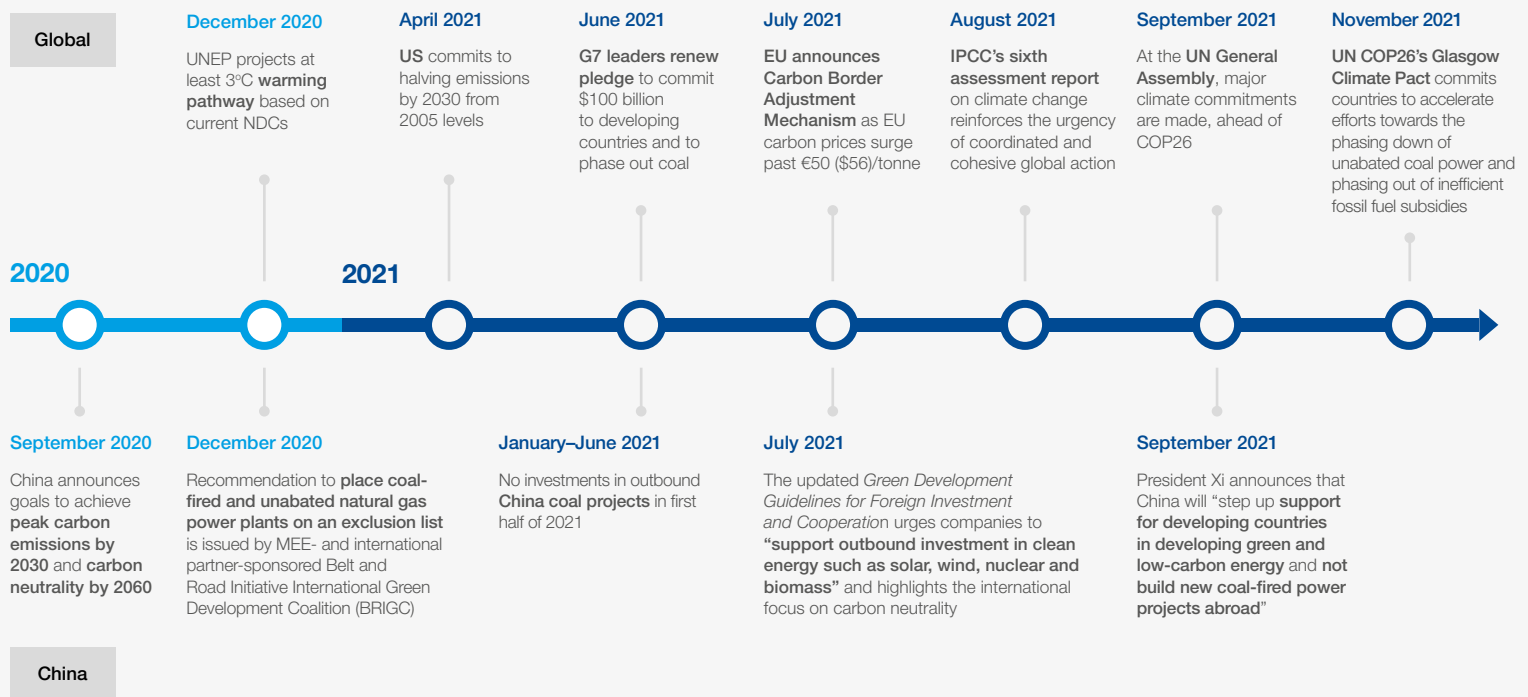 Global
December 2020
UNEP projects at
least 3°C warming
pathway based on
current NDCs
April 2021
US commits to
halving emissions
by 2030 from
2005 levels
June 2021
G7 leaders renew
pledge to commit
$100 billion
to developing
countries and to
phase out coal
July 2021
EU announces
Carbon Border
Adjustment
Mechanism as EU
carbon prices surge
past €50 ($56)/tonne
August 2021
IPCC’s sixth
assessment report
on climate change
reinforces the urgency
of coordinated and
cohesive global action
September 2021
At the UN General
Assembly, major
climate commitments
are made, ahead of
COP26
November 2021
UN COP26’s Glasgow
Climate Pact commits
countries to accelerate
efforts towards the
phasing down of
unabated coal power and
phasing out of inefficient
fossil fuel subsidies
2020
2021
September 2020
China announces
goals to achieve
peak carbon
emissions by
2030 and carbon
neutrality by 2060
December 2020
Recommendation to place coal-
fired and unabated natural gas
power plants on an exclusion list
is issued by MEE- and international
partner-sponsored Belt and
Road Initiative International Green
Development Coalition (BRIGC)
January–June 2021
No investments in outbound
China coal projects in first
half of 2021
July 2021
The updated Green Development
Guidelines for Foreign Investment
and Cooperation urges companies to
“support outbound investment in clean
energy such as solar, wind, nuclear and
biomass” and highlights the international
focus on carbon neutrality
September 2021
President Xi announces that
China will “step up support
for developing countries
in developing green and
low-carbon energy and not
build new coal-fired power
projects abroad”
China